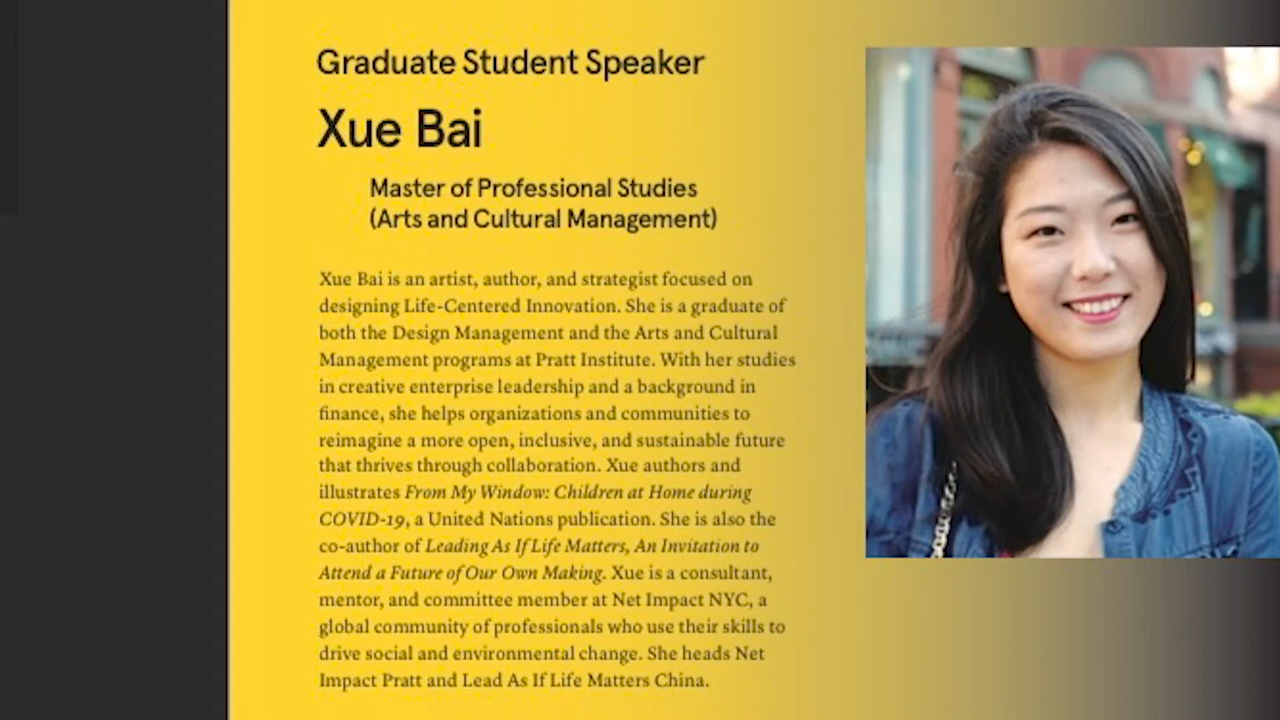 Graduate Student Speaker
Xue Bai
Master of Professional Studies
(Arts and Cultural Management)
Xue Bai is an artist, author, and strategist focused on
designing Life-Centered Innovation. She is a graduate of
both the Design Management and the Arts and Cultural
Management programs at Pratt Institute. With her studies
in creative enterprise leadership and a background in
finance, she helps organizations and communities to
reimagine a more open, inclusive, and sustainable future
that thrives through collaboration. Xue authors and
illustrates From My Window: Children at Home during
COVID-19, a United Nations publication. She is also the
co-author of Leading As If Life Matters, An Invitation to
Attend a Future of Our Own Making. Xue is a consultant,
mentor, and committee member at Net Impact NYC, a
global community of professionals who use their skills to
drive social and environmental change. She heads Net
Impact Pratt and Lead As If Life Matters China.